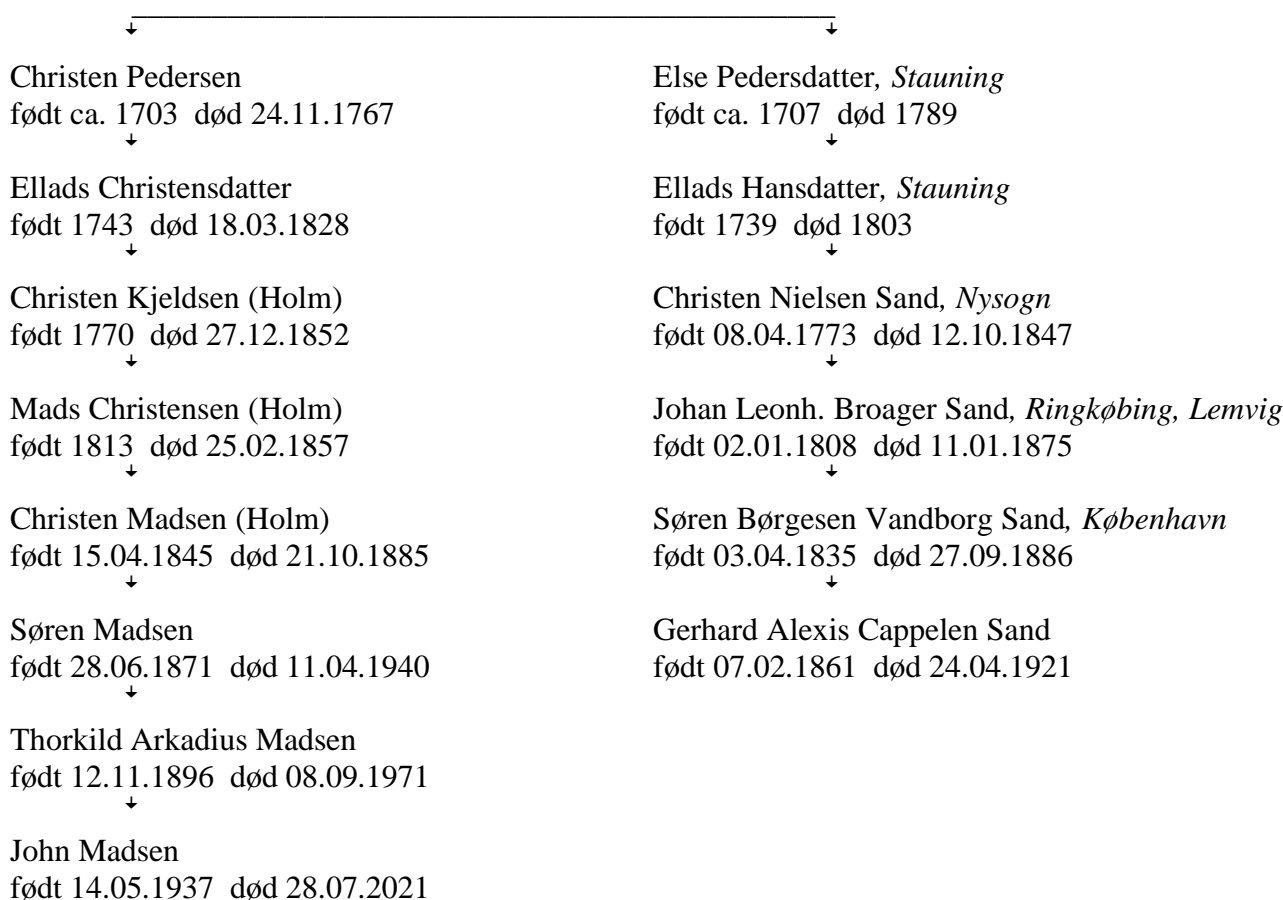 Christen Pedersen
født ca. 1703 død 24.11.1767
Ellads Christensdatter
født 1743 død 18.03.1828
Christen Kjeldsen (Holm)
født 1770 død 27.12.1852
Mads Christensen (Holm)
født 1813 død 25.02.1857
Christen Madsen (Holm)
født 15.04.1845 død 21.10.1885
Søren Madsen
født 28.06.1871 død 11.04.1940
Thorkild Arkadius Madsen
født 12.11.1896 død 08.09.1971
John Madsen
født 14.05.1937 død 28.07.2021
Else Pedersdatter, Stauning
født ca. 1707 død 1789
Ellads Hansdatter, Stauning
født 1739 død 1803
Christen Nielsen Sand, Nysogn
født 08.04.1773 død 12.10.1847
Johan Leonh. Broager Sand, Ringkøbing, Lemvig
født 02.01.1808 død 11.01.1875
Søren Børgesen Vandborg Sand, København
født 03.04.1835 død 27.09.1886
Gerhard Alexis Cappelen Sand
født 07.02.1861 død 24.04.1921